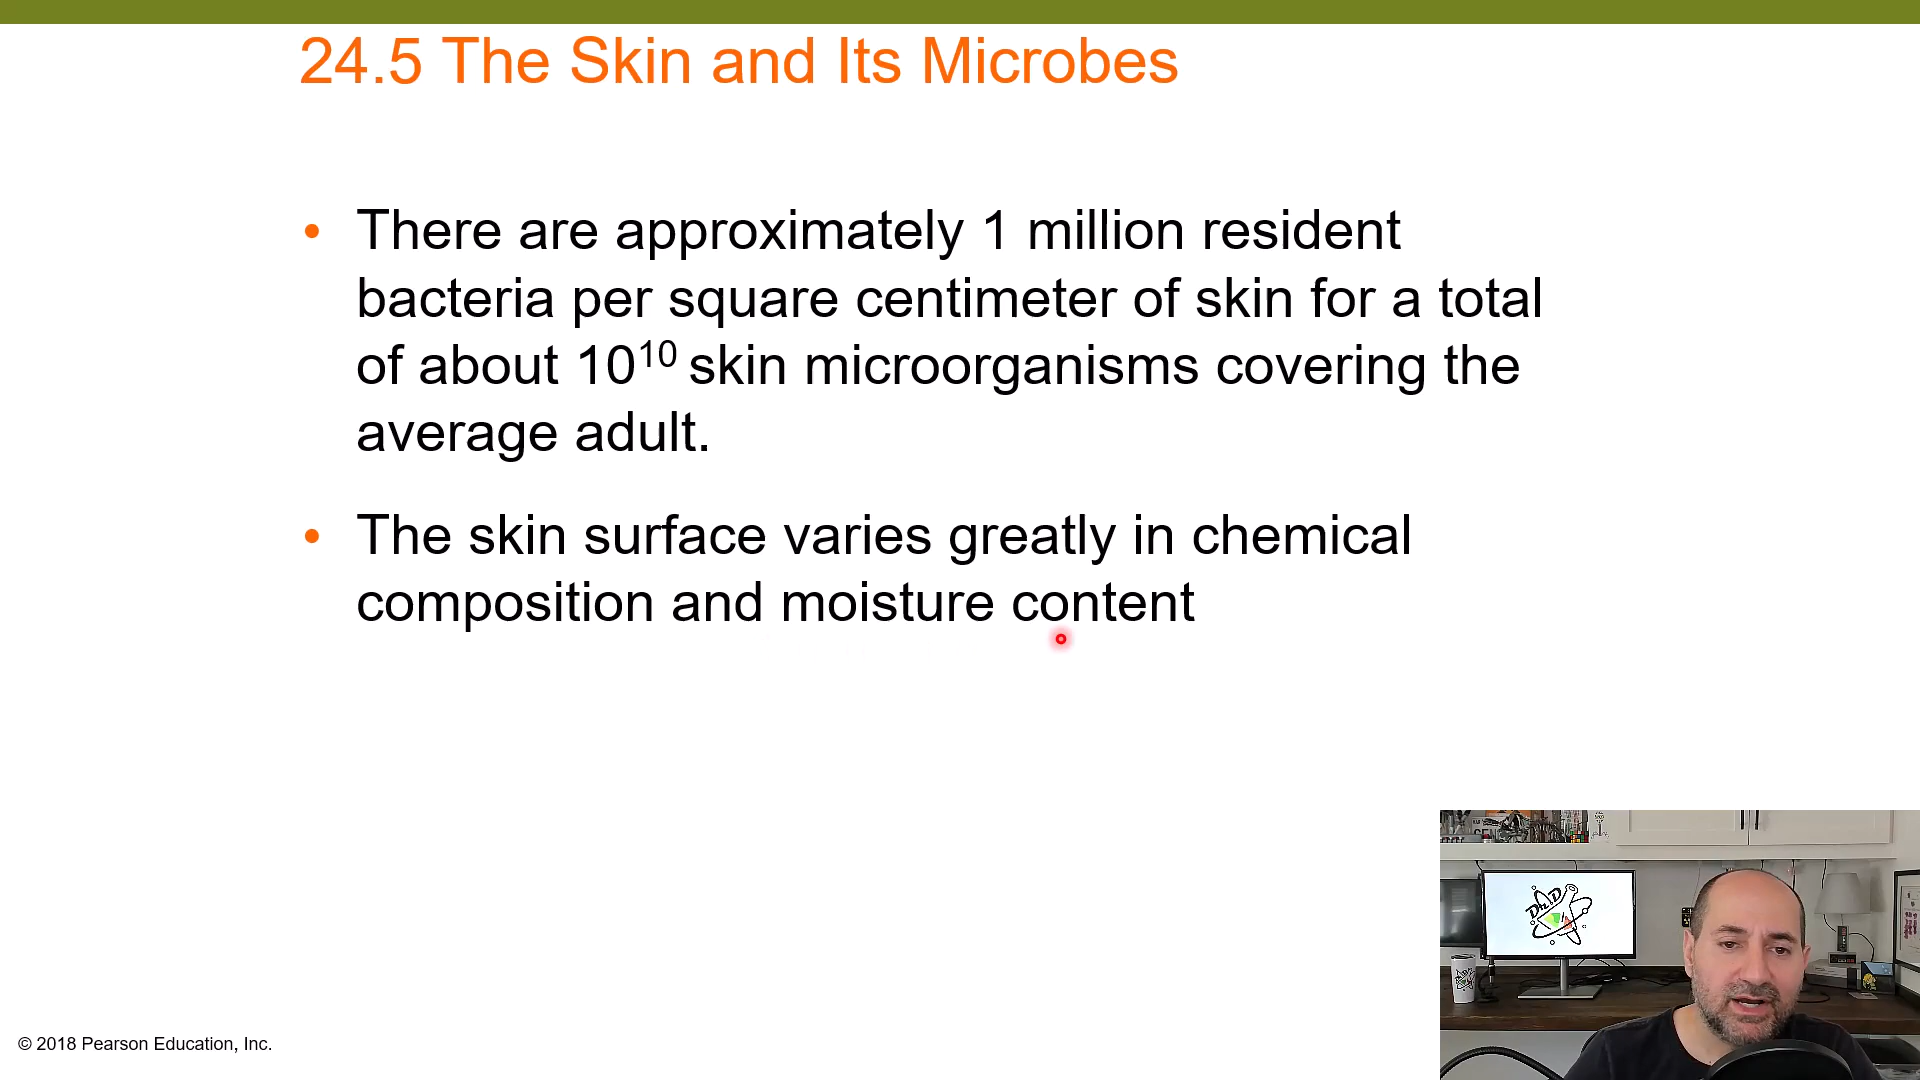 24.5 The Skin and Its Microbes
• There are approximately 1 million resident
bacteria per square centimeter of skin for a total
of about 10¹⁰ skin microorganisms covering the
average adult.
• The skin surface varies greatly in chemical
composition and moisture content
© 2018 Pearson Education, Inc.